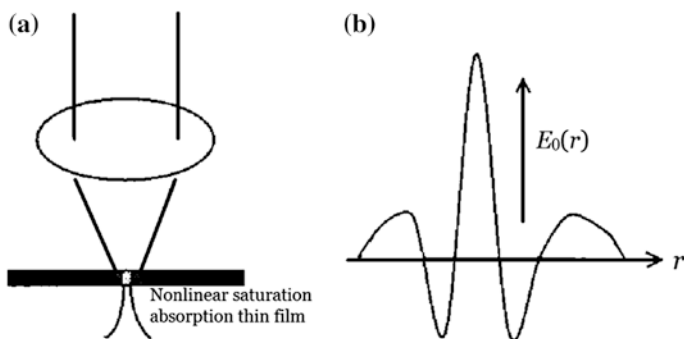 (a)
(b)
E₀(r)
r
Nonlinear saturation
absorption thin film